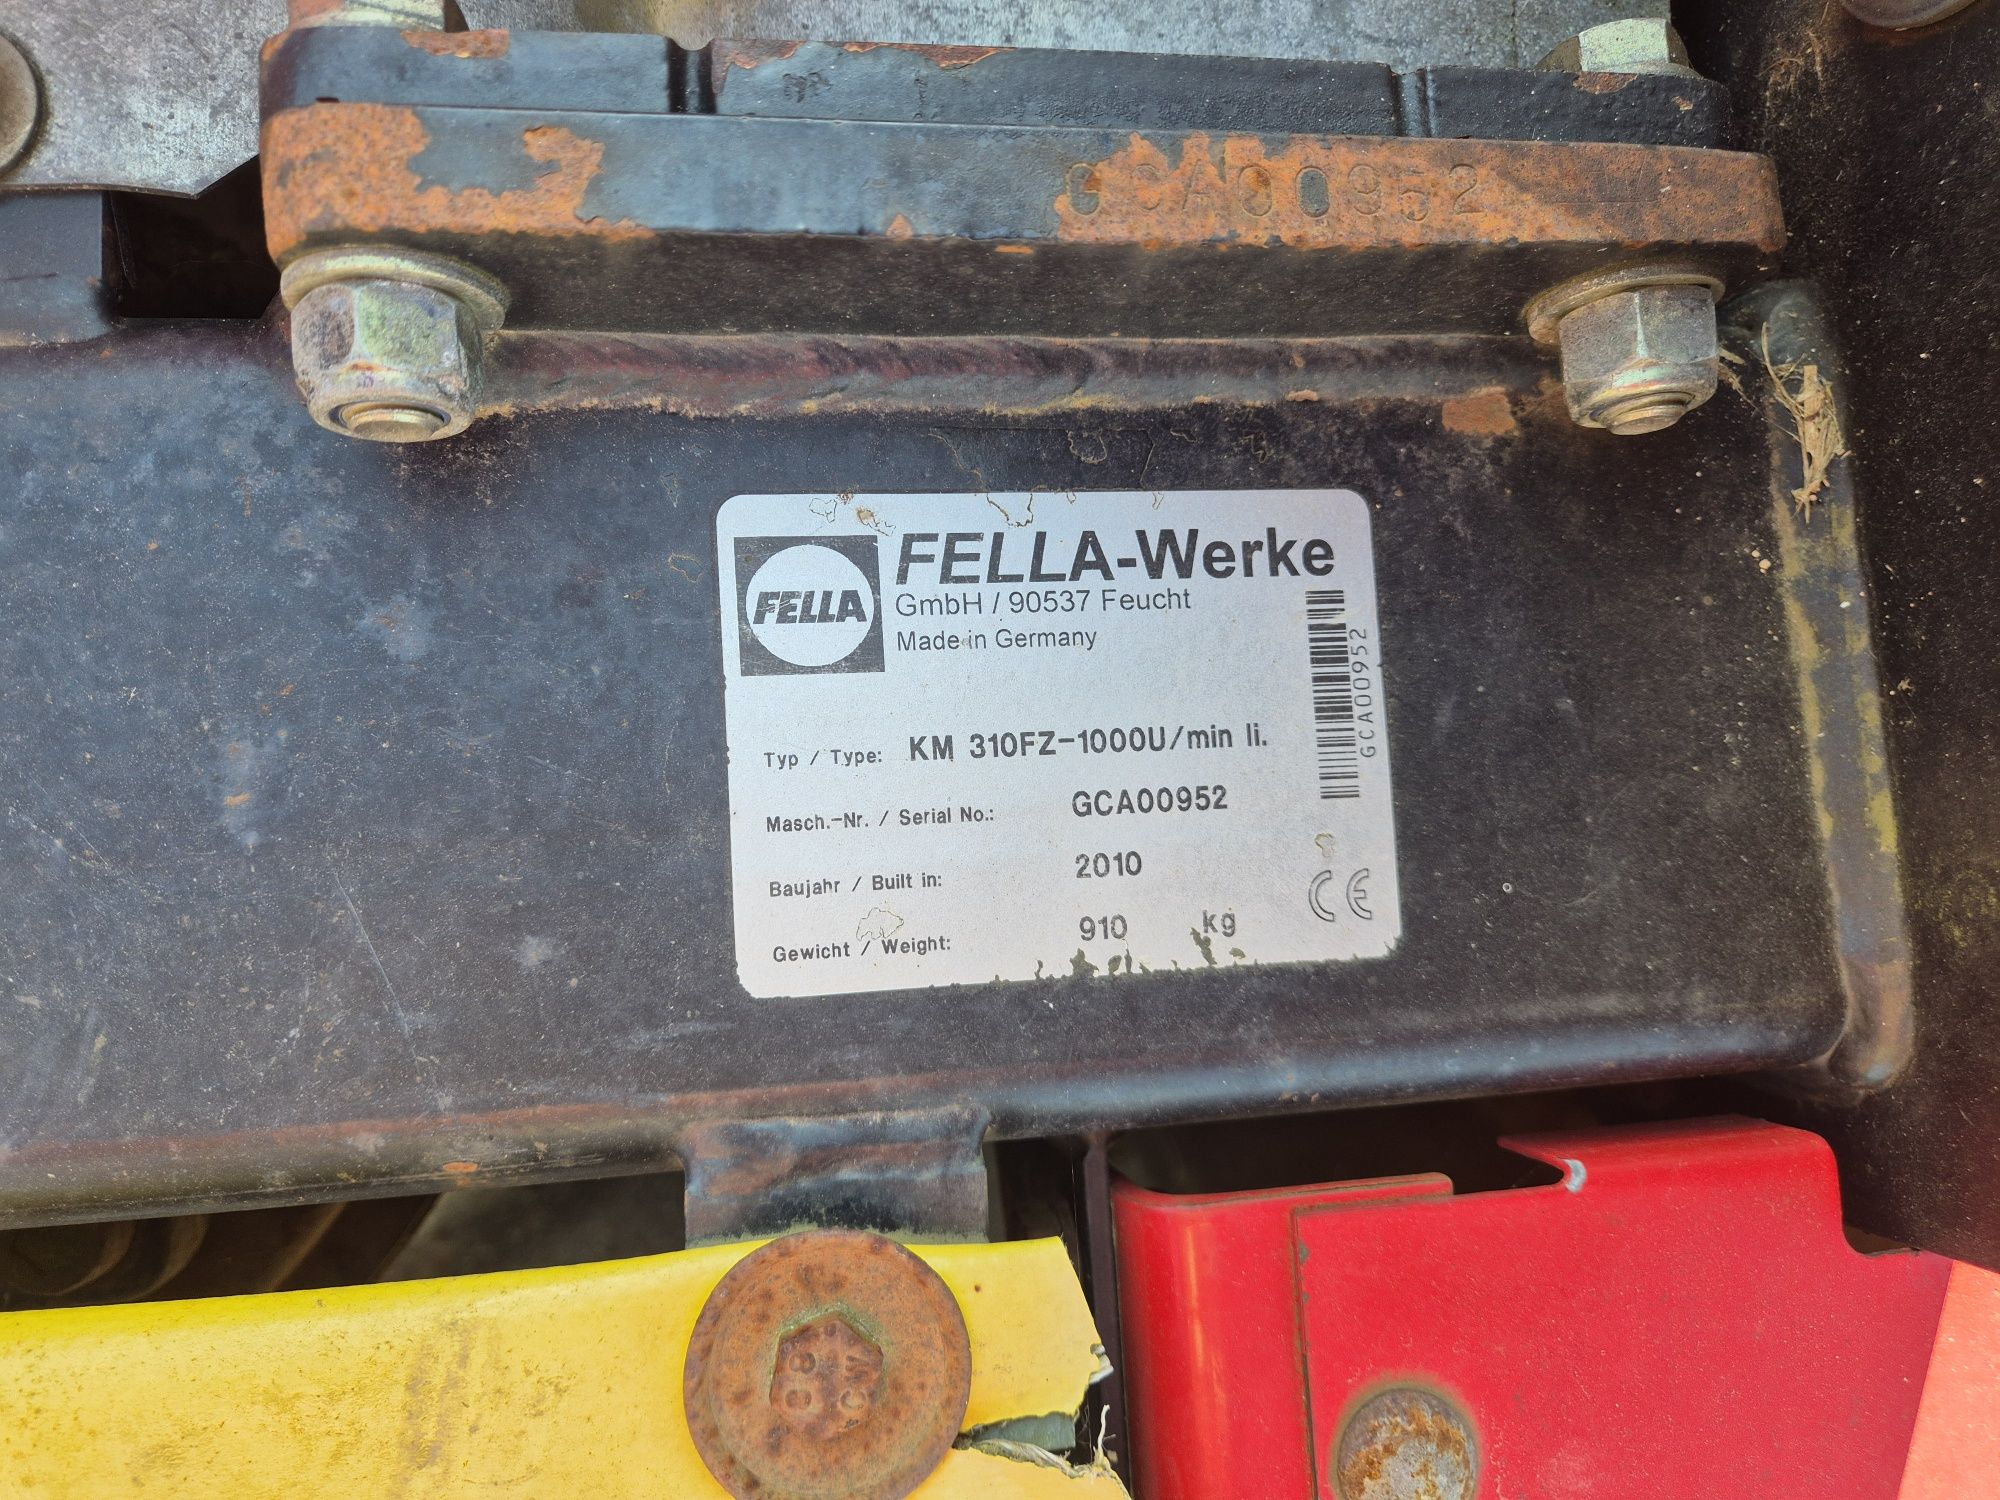 GCA00952
FELLA
FELLA-Werke
GmbH / 90537 Feucht
Made in Germany
GCA00952
Typ / Type: KM 310FZ-1000U/min li.
Masch.-Nr. / Serial No.: GCA00952
Baujahr / Built in: 2010
Gewicht / Weight: 910 kg
CE